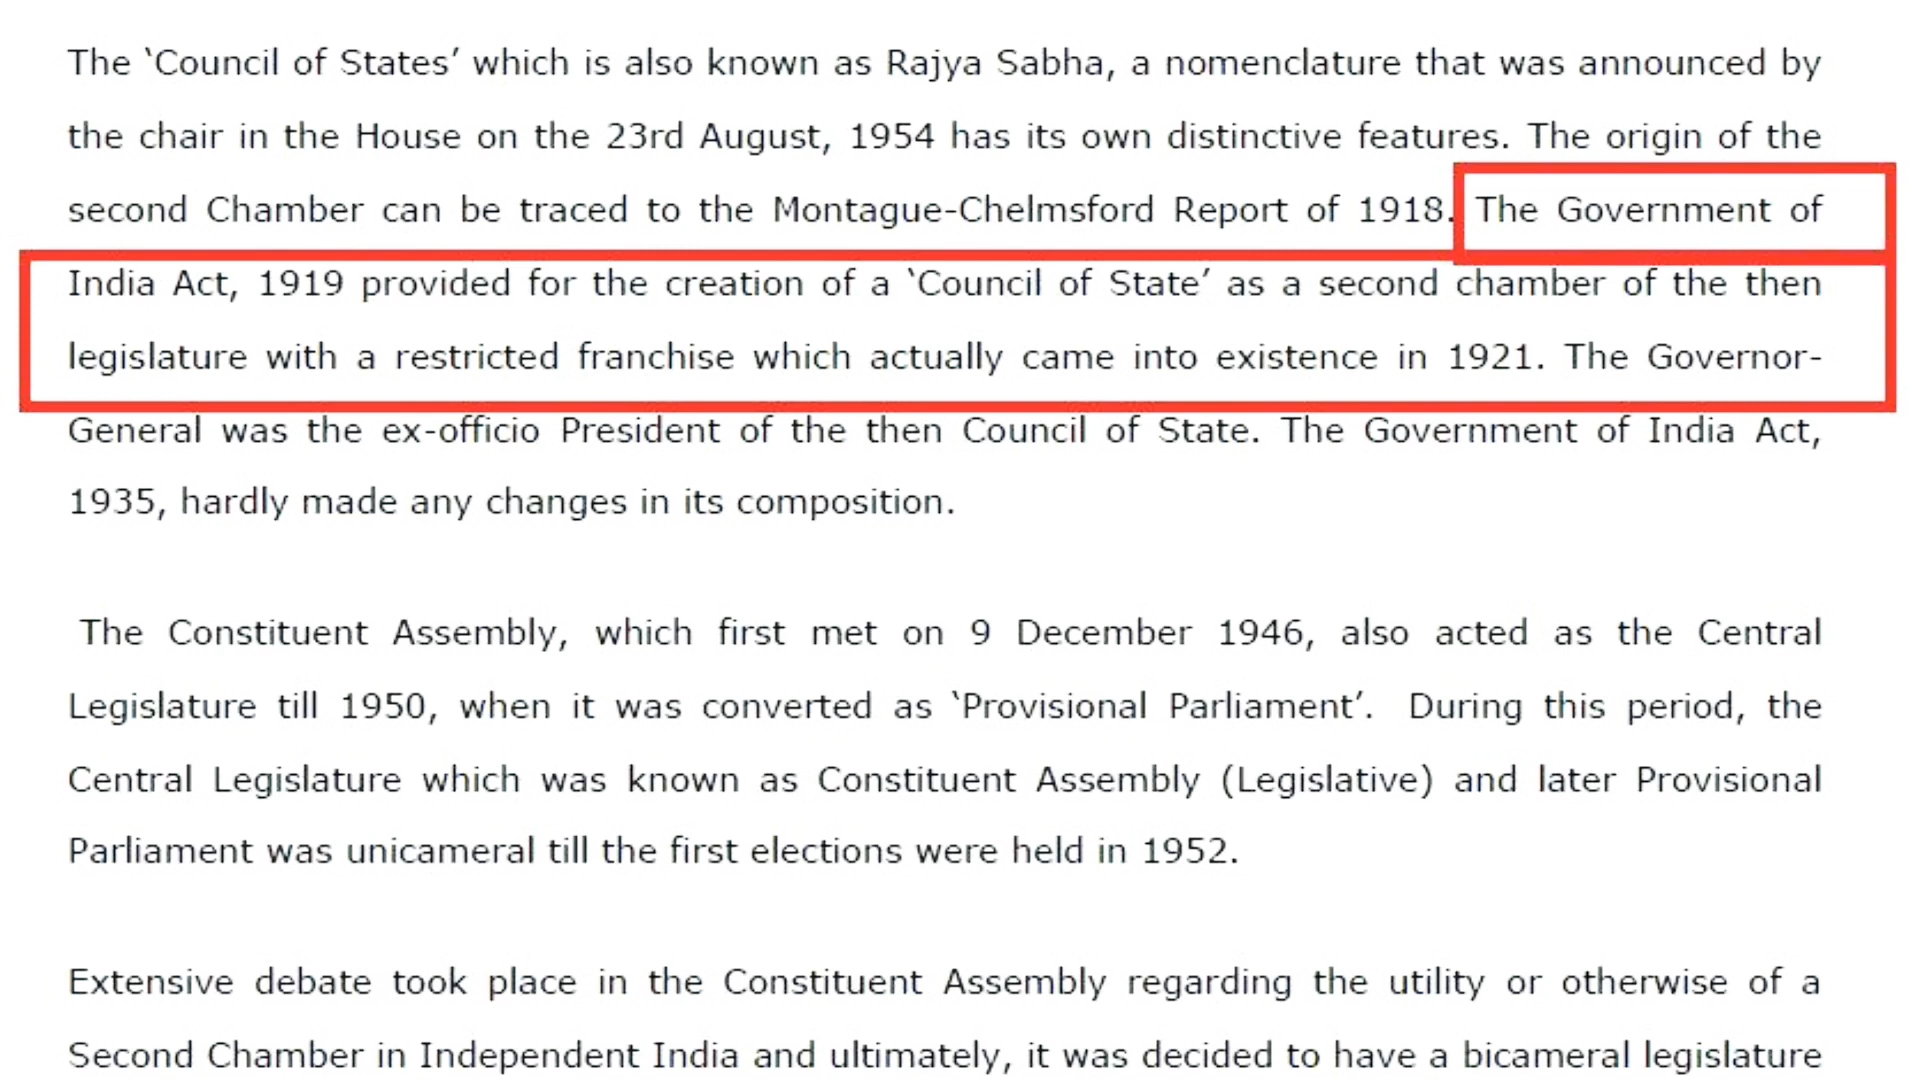 The ‘Council of States’ which is also known as Rajya Sabha, a nomenclature that was announced by
the chair in the House on the 23rd August, 1954 has its own distinctive features. The origin of the
second Chamber can be traced to the Montague-Chelmsford Report of 1918. The Government of
India Act, 1919 provided for the creation of a ‘Council of State’ as a second chamber of the then
legislature with a restricted franchise which actually came into existence in 1921. The Governor-
General was the ex-officio President of the then Council of State. The Government of India Act,
1935, hardly made any changes in its composition.
The Constituent Assembly, which first met on 9 December 1946, also acted as the Central
Legislature till 1950, when it was converted as ‘Provisional Parliament’. During this period, the
Central Legislature which was known as Constituent Assembly (Legislative) and later Provisional
Parliament was unicameral till the first elections were held in 1952.
Extensive debate took place in the Constituent Assembly regarding the utility or otherwise of a
Second Chamber in Independent India and ultimately, it was decided to have a bicameral legislature